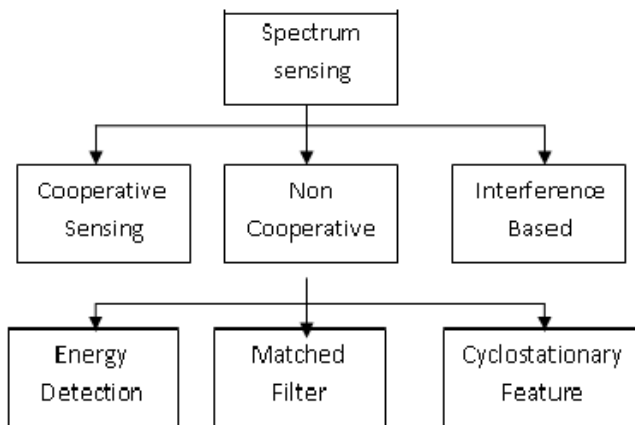 Spectrum
sensing
Cooperative
Sensing
Non
Cooperative
Interference
Based
Energy
Detection
Matched
Filter
Cyclostationary
Feature